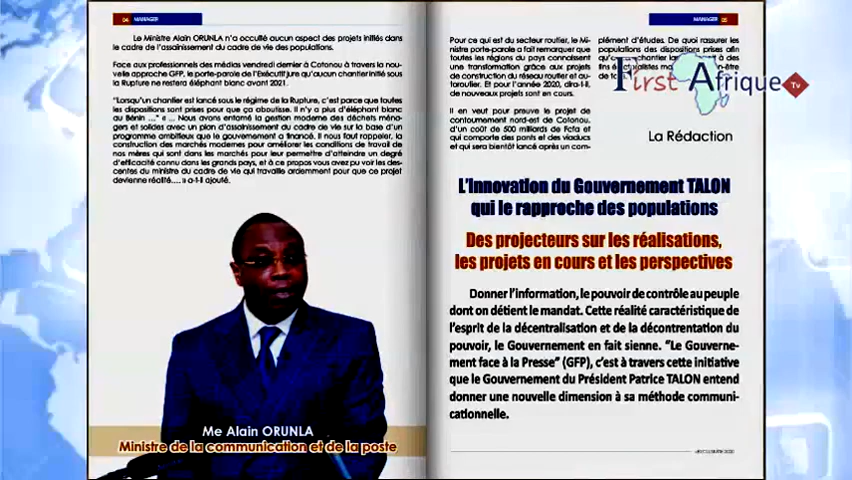 04 MANAGER
Le Ministre Alain ORUNLA n'a occulté aucun aspect des projets initiés dans
le cadre de l'assainissement du cadre de vie des populations.
Face aux professionnels des médias vendredi dernier à Cotonou à travers la nou-
velle approche GFP, le porte-parole de l'Exécutif jure qu'aucun chantier initié sous
la Rupture ne restera éléphant blanc avant 2021.
"Lorsqu'un chantier est lancé sous le régime de la Rupture, c'est parce que toutes
les dispositions sont prises pour que ça aboutisse. Il n'y a plus d'éléphant blanc
au Bénin ...." « ... Nous avons entamé la gestion moderne des déchets ména-
gers et solides avec un plan d'assainissement du cadre de vie sur la base d'un
programme ambitieux que le gouvernement a financé. Il nous faut rappeler, la
construction des marchés modernes pour améliorer les conditions de travail de
nos mères qui sont dans les marchés pour leur permettre d'atteindre un degré
d'efficacité connu dans les grands pays, et à ce propos vous avez pu voir les des-
centes du ministre du cadre de vie qui travaille ardemment pour que ce projet
devienne réalité.... » a-t-il ajouté.
Me Alain ORUNLA
Ministre de la communication et de la poste
MANAGER 05
Pour ce qui est du secteur routier, le Mi-
nistre porte-parole a fait remarquer que
toutes les régions du pays connaissent
une transformation grâce aux projets
de construction du réseau routier et au-
toroutier. Et pour l'année 2020, dira-t-il,
de nouveaux projets sont en cours.
Il en veut pour preuve le projet de
contournement nord-est de Cotonou,
d'un coût de 500 milliards de Fcfa et
qui comporte des ponts et des viaducs
et qui sera bientôt lancé après un com-
plément d'études. De quoi rassurer les
populations des dispositions prises afin
First Afrique Tv
La Rédaction
L'Innovation du Gouvernement TALON
qui le rapproche des populations
Des projecteurs sur les réalisations,
les projets en cours et les perspectives
Donner l'information, le pouvoir de contrôle au peuple
dont on détient le mandat. Cette réalité caractéristique de
l'esprit de la décentralisation et de la décontrentation du
pouvoir, le Gouvernement en fait sienne. "Le Gouverne-
ment face à la Presse" (GFP), c'est à travers cette initiative
que le Gouvernement du Président Patrice TALON entend
donner une nouvelle dimension à sa méthode communi-
cationnelle.